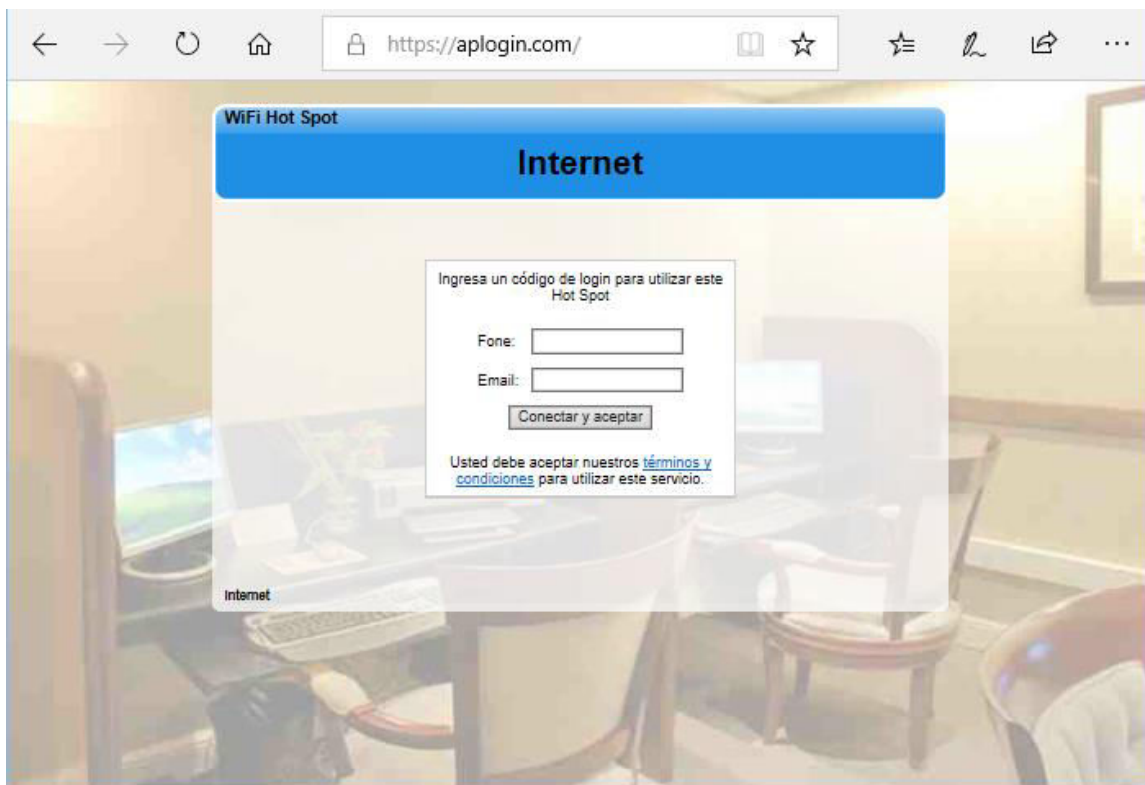 https://aplogin.com/
WiFi Hot Spot
Internet
Ingresa un código de login para utilizar este
Hot Spot
Fone:
Email:
Conectar y aceptar
Usted debe aceptar nuestros términos y
condiciones para utilizar este servicio.
Internet